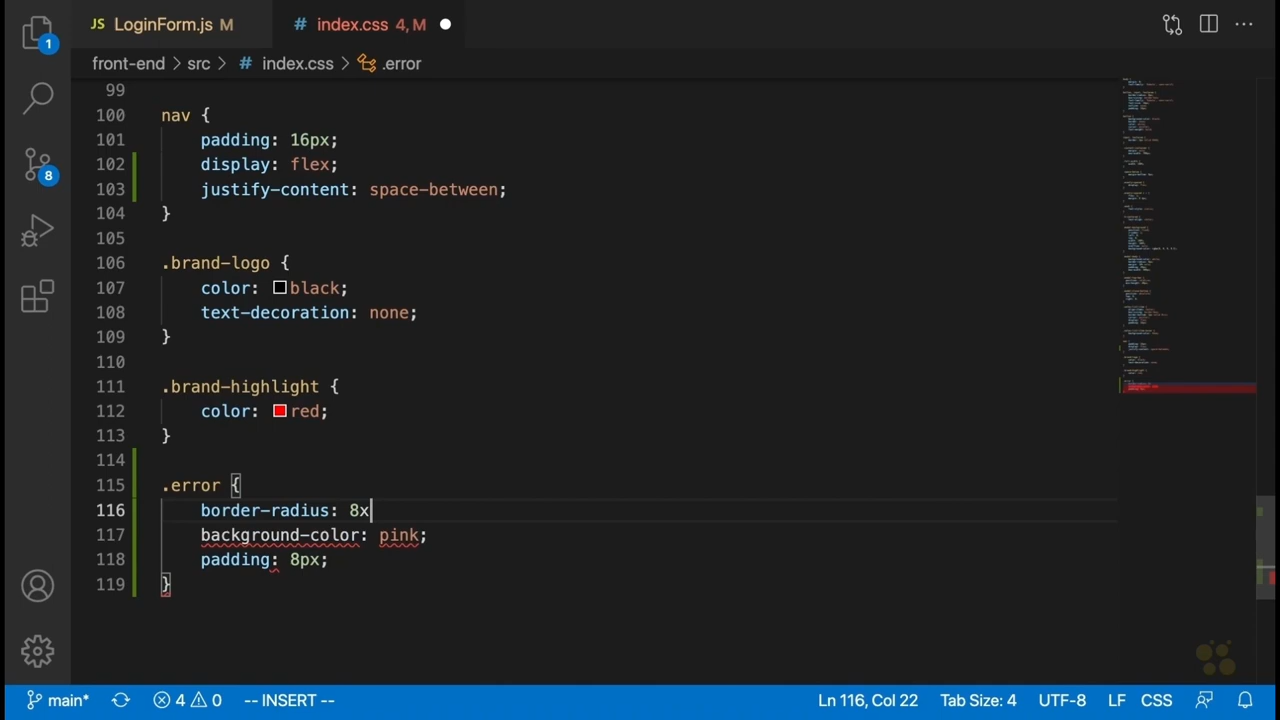 JS LoginForm.js M # index.css 4, M
1
front-end > src > # index.css > .error
99
100 nav {
101 padding: 16px;
102 display: flex;
8
103 justify-content: space-between;
104 }
105
106 .brand-logo {
107 color: black;
108 text-decoration: none;
109 }
110
111 .brand-highlight {
112 color: red;
113 }
114
115 .error {
116 border-radius: 8x
117 background-color: pink;
118 padding: 8px;
119 }
main* 4 0 -- INSERT -- Ln 116, Col 22 Tab Size: 4 UTF-8 LF CSS